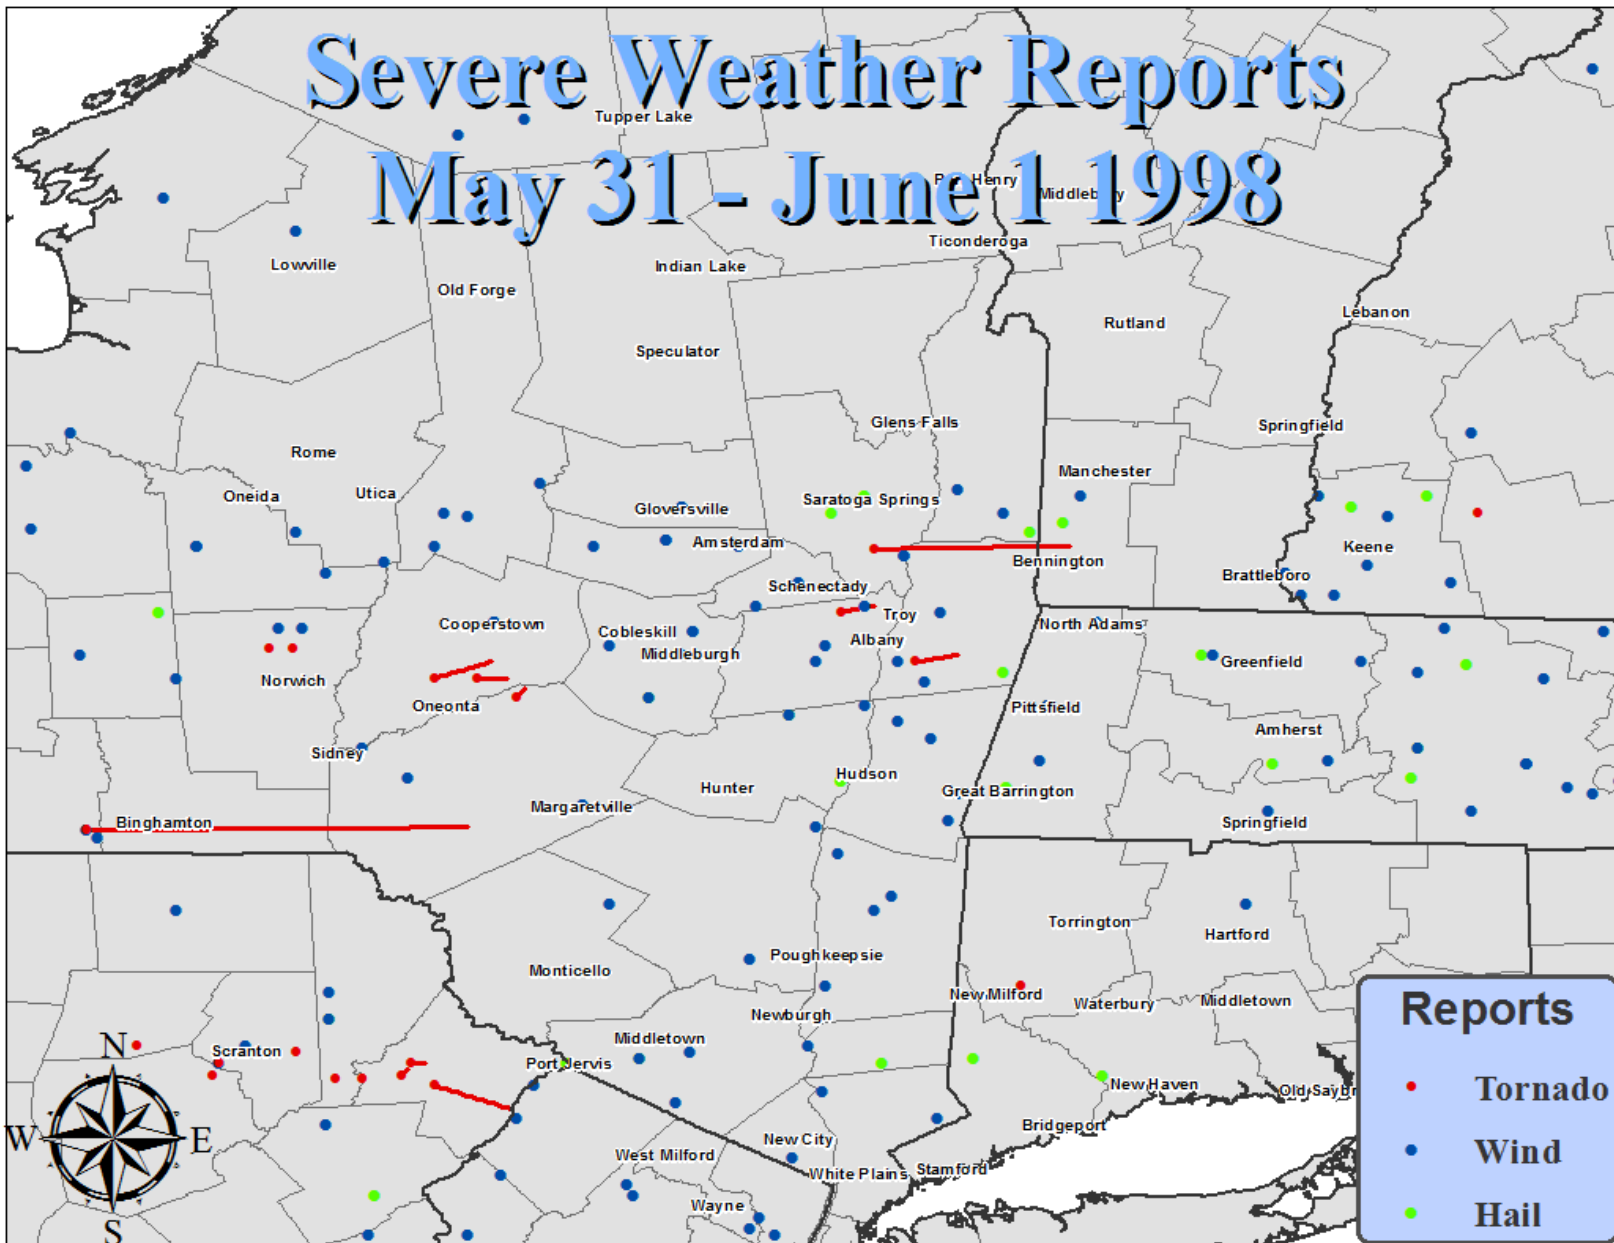 Severe Weather Reports
May 31 - June 1 1998
Tupper Lake
Port Henry
Middlebury
Ticonderoga
Lowville
Indian Lake
Old Forge
Lebanon
Rutland
Speculator
Glens Falls
Springfield
Rome
Manchester
Oneida
Utica
Saratoga Springs
Gloversville
Amsterdam
Keene
Bennington
Schenectady
Brattleboro
Troy
Cooperstown
Cobleskill
North Adams
Albany
Middleburgh
Greenfield
Norwich
Oneonta
Pittsfield
Amherst
Sidney
Hudson
Hunter
Great Barrington
Margaretville
Binghamton
Springfield
Torrington
Hartford
Poughkeepsie
Monticello
New Milford
Waterbury
Middletown
Newburgh
Middletown
Scranton
Port Jervis
New Haven
Old Saybr
Bridgeport
New City
West Milford
White Plains
Stamford
Wayne
N
W
E
S
Reports
Tornado
Wind
Hail